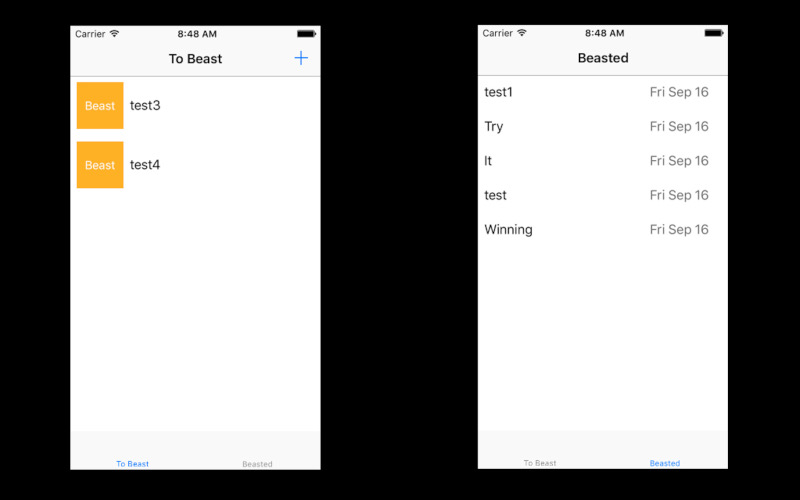 Carrier 8:48 AM
To Beast +
Beast test3
Beast test4
To Beast Beasted
Carrier 8:48 AM
Beasted
test1 Fri Sep 16
Try Fri Sep 16
It Fri Sep 16
test Fri Sep 16
Winning Fri Sep 16
To Beast Beasted